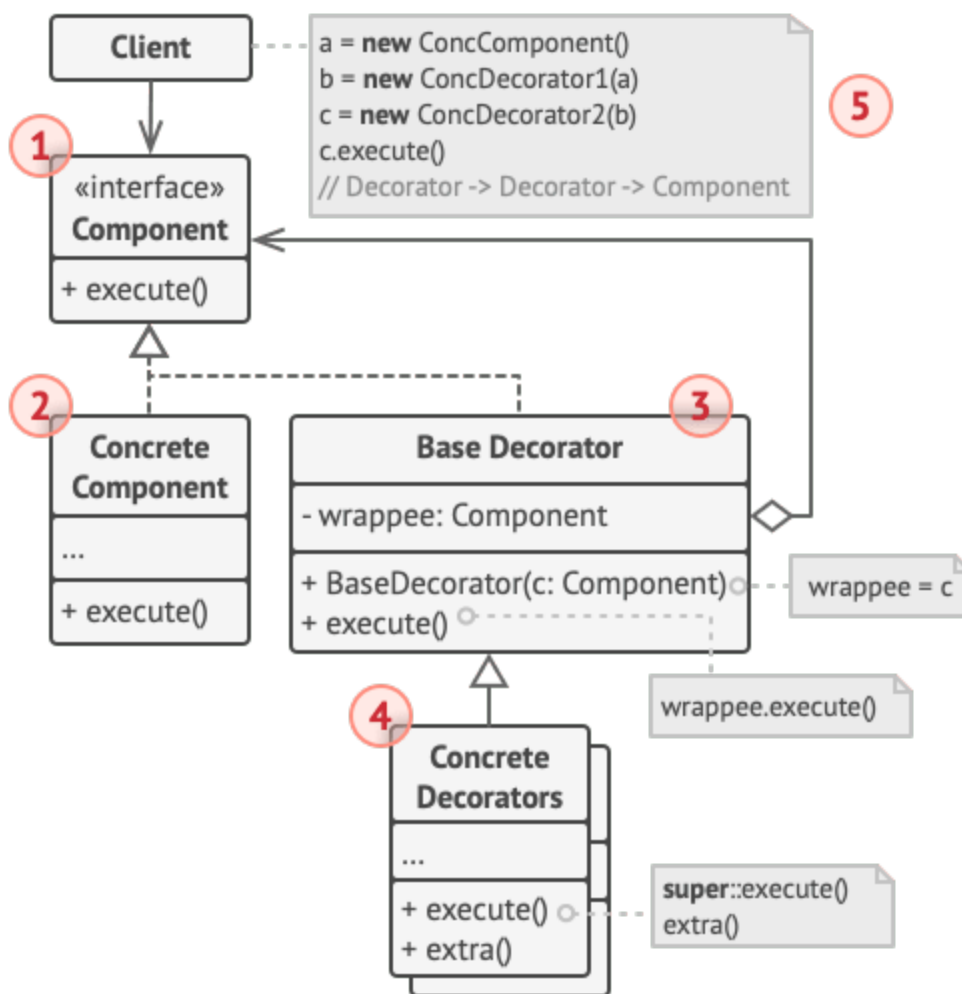 Client
a = new ConcComponent()
b = new ConcDecorator1(a)
c = new ConcDecorator2(b)
c.execute()
// Decorator -> Decorator -> Component
5
1
«interface»
Component
+ execute()
2
Concrete
Component
...
+ execute()
3
Base Decorator
- wrappee: Component
+ BaseDecorator(c: Component)
+ execute()
wrappee = c
wrappee.execute()
4
Concrete
Decorators
...
+ execute()
+ extra()
super::execute()
extra()